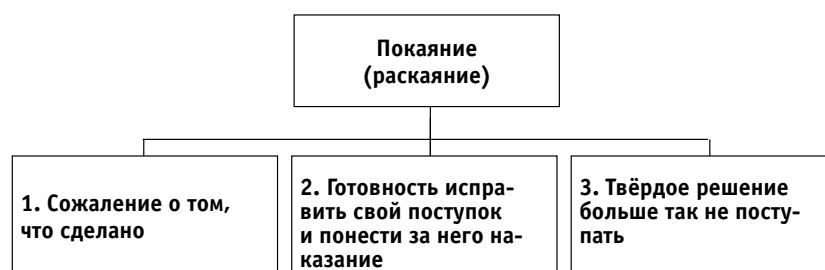 Покаяние
(раскаяние)
1. Сожаление о том,
что сделано
2. Готовность испра-
вить свой поступок
и понести за него на-
казание
3. Твёрдое решение
больше так не посту-
пать